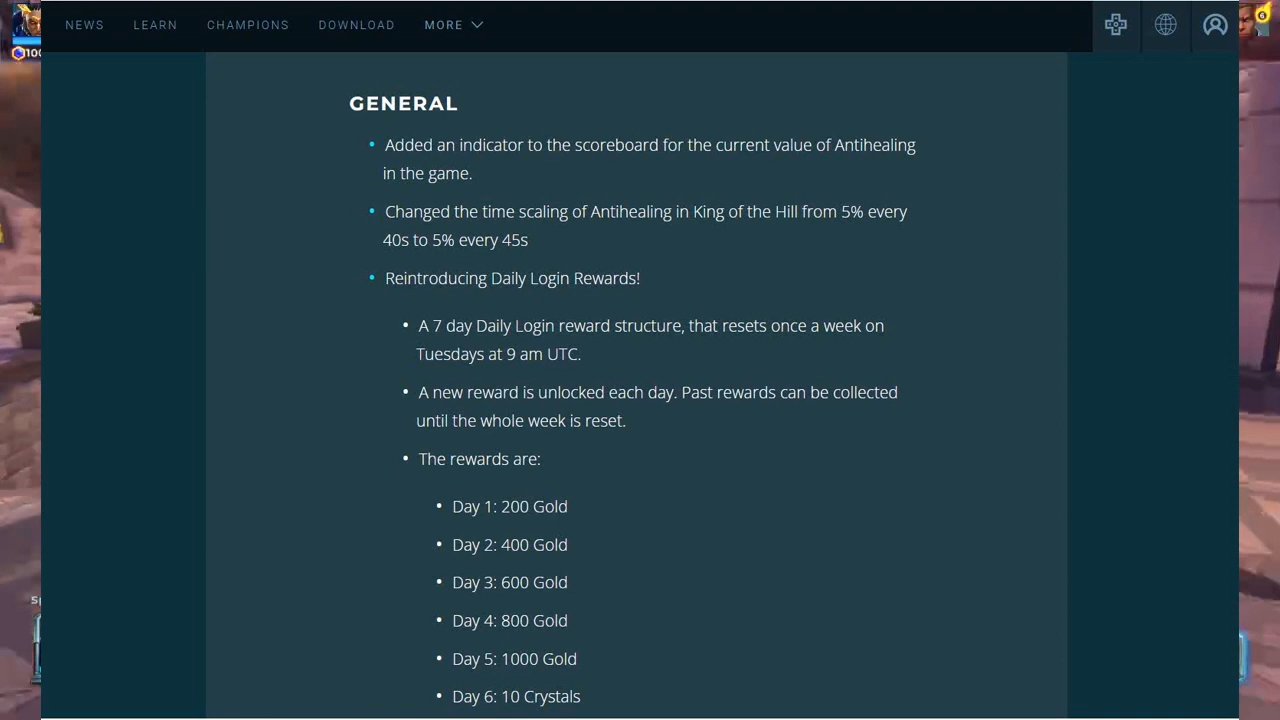 NEWS LEARN CHAMPIONS DOWNLOAD MORE
100
GENERAL
• Added an indicator to the scoreboard for the current value of Antihealing
in the game.
• Changed the time scaling of Antihealing in King of the Hill from 5% every
40s to 5% every 45s
• Reintroducing Daily Login Rewards!
• A 7 day Daily Login reward structure, that resets once a week on
Tuesdays at 9 am UTC.
• A new reward is unlocked each day. Past rewards can be collected
until the whole week is reset.
• The rewards are:
• Day 1: 200 Gold
• Day 2: 400 Gold
• Day 3: 600 Gold
• Day 4: 800 Gold
• Day 5: 1000 Gold
• Day 6: 10 Crystals